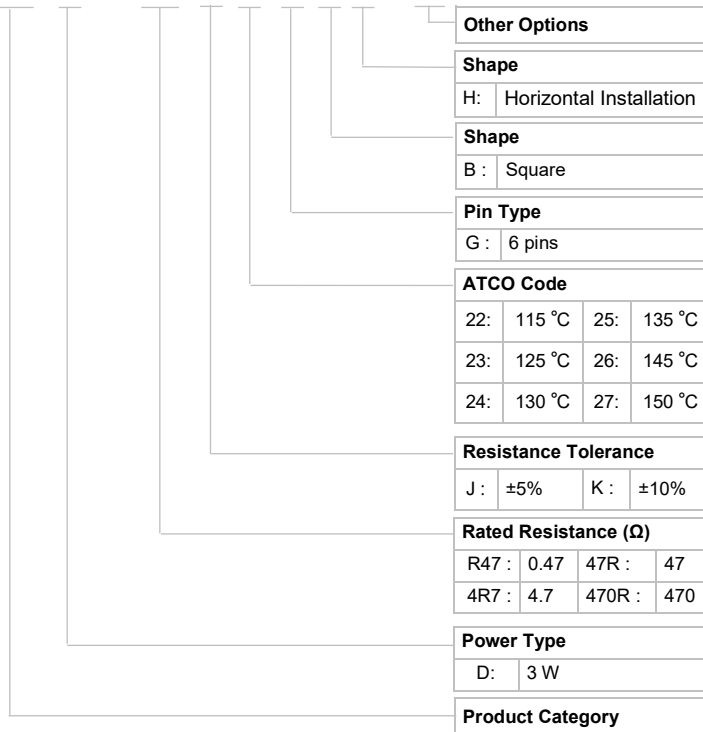 Other Options
Shape
H: Horizontal Installation
Shape
B : Square
Pin Type
G : 6 pins
ATCO Code
22: 115 °C 25: 135 °C
23: 125 °C 26: 145 °C
24: 130 °C 27: 150 °C
Resistance Tolerance
J : ±5% K : ±10%
Rated Resistance (Ω)
R47 : 0.47 47R : 47
4R7 : 4.7 470R : 470
Power Type
D: 3 W
Product Category